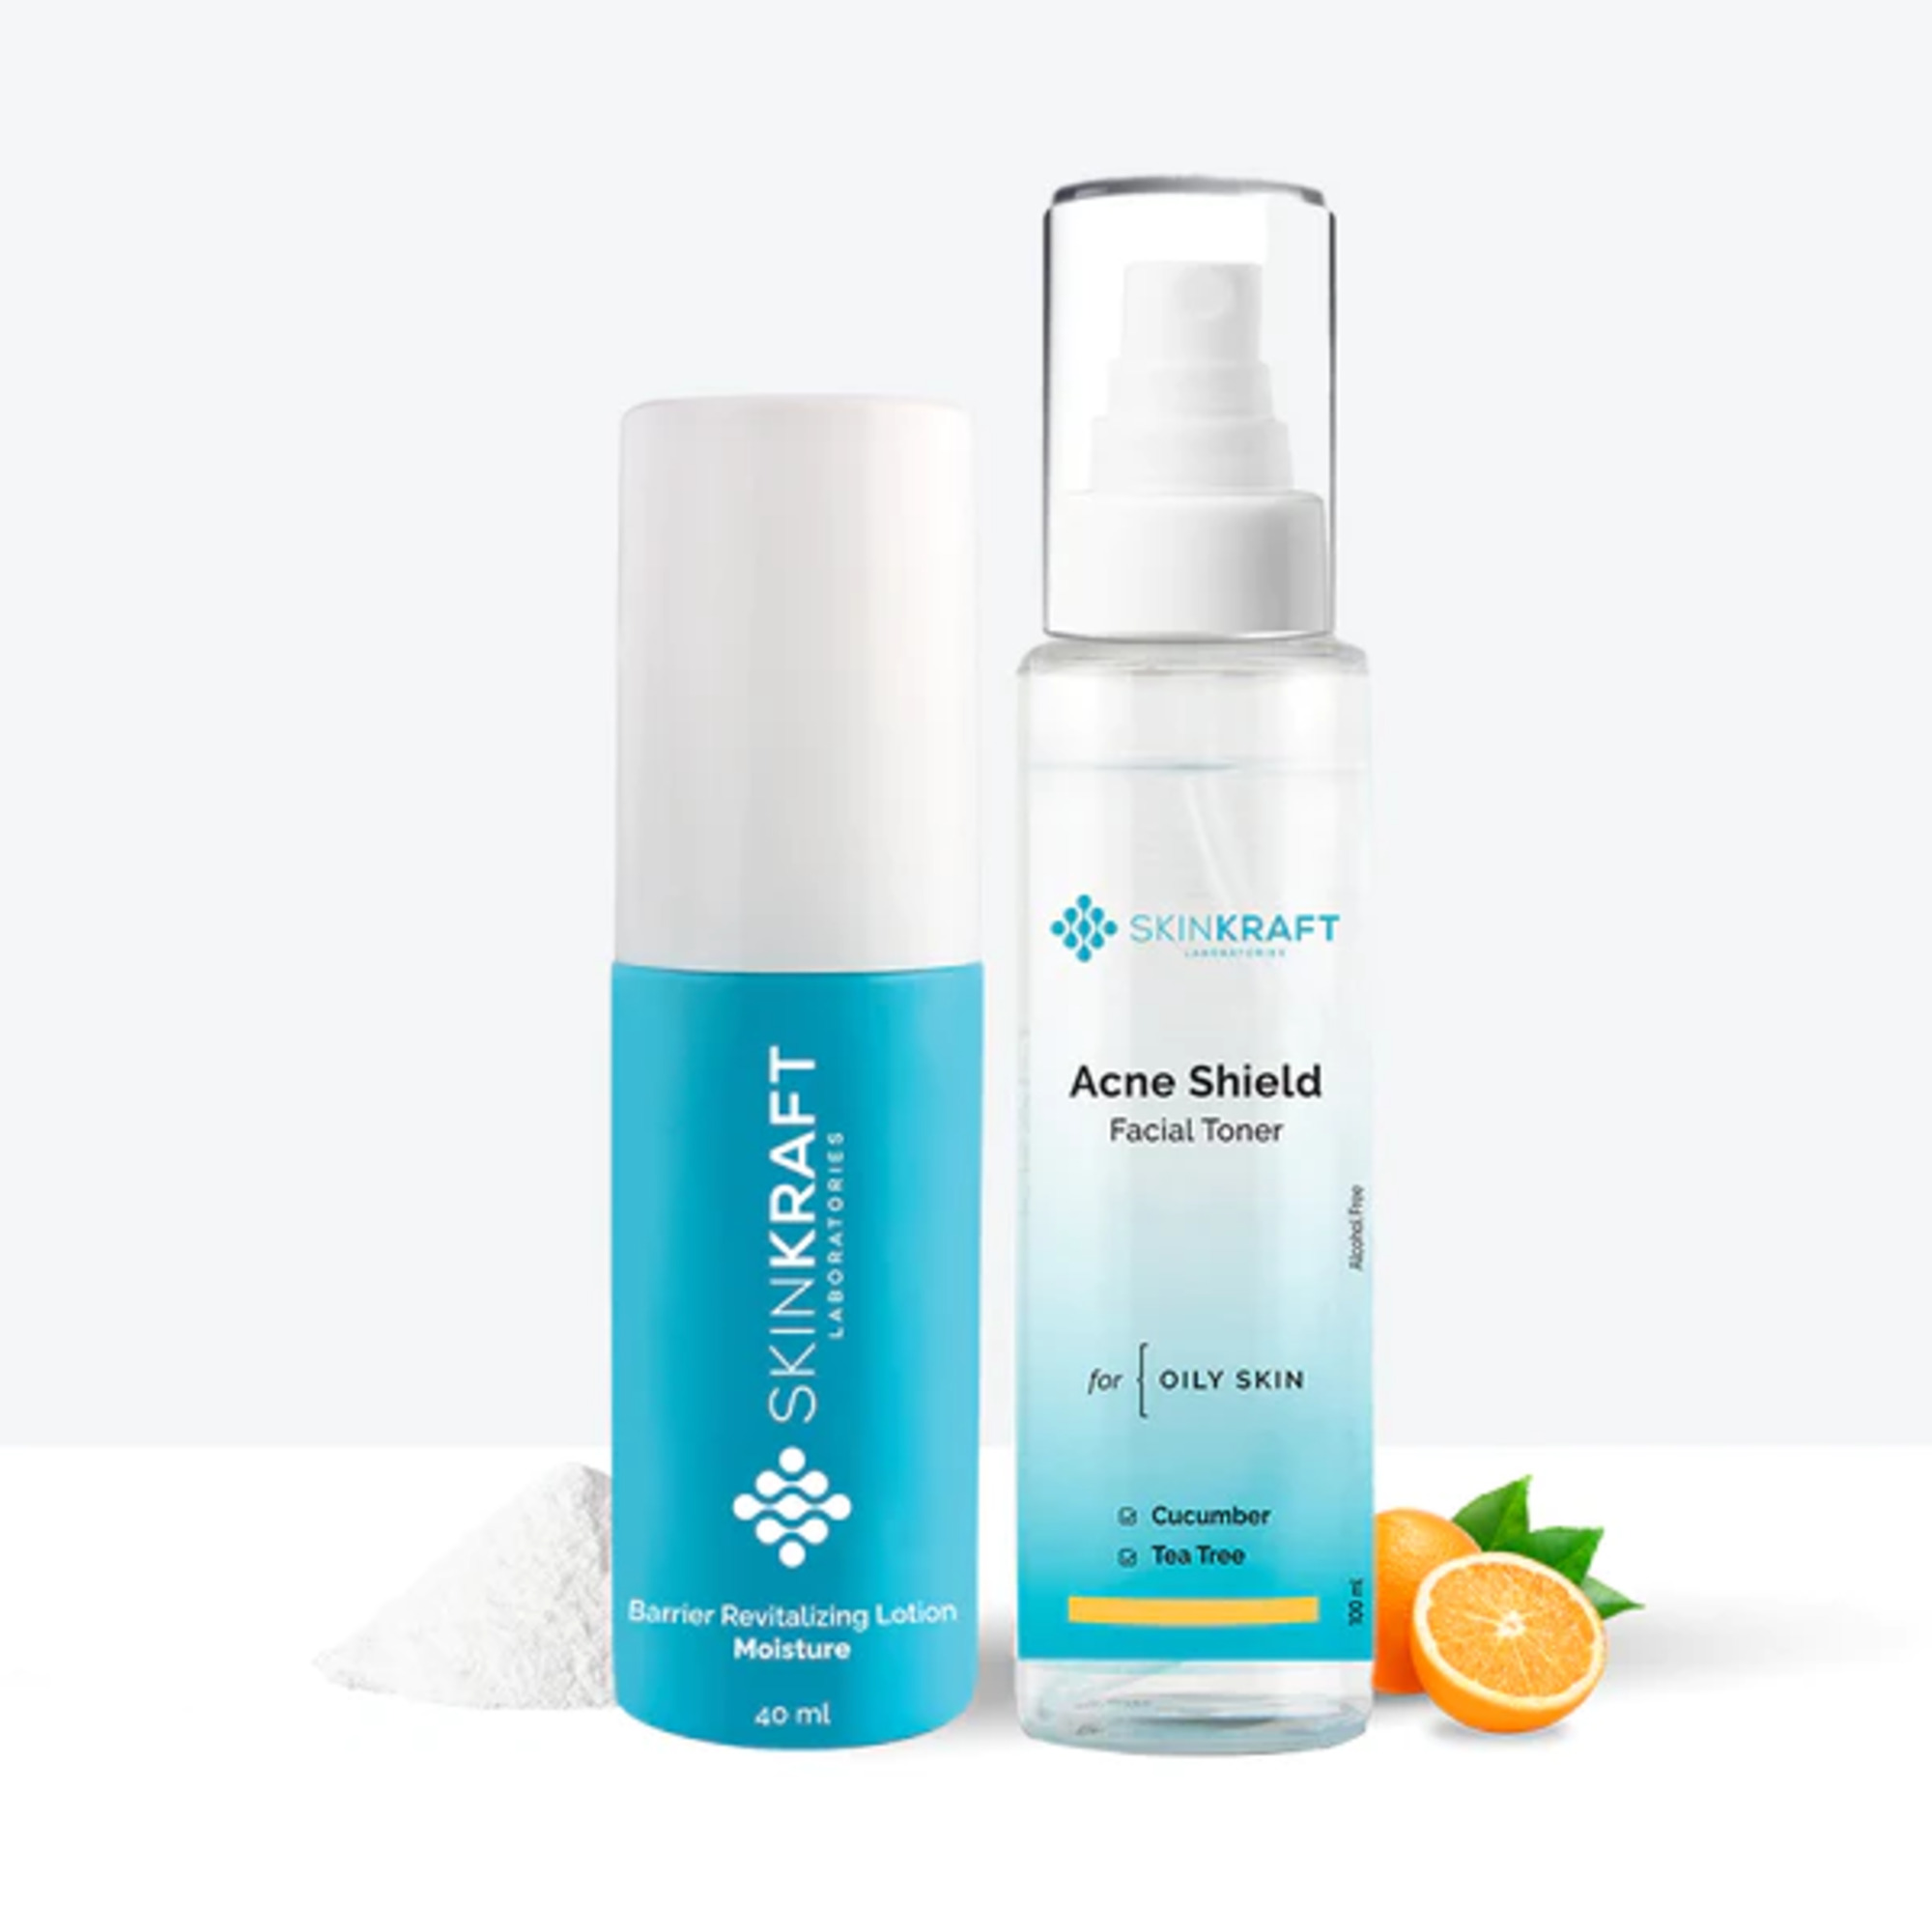 SKINKRAFT
LABORATORIES
Barrier Revitalizing Lotion
Moisture
40 ml
SKINKRAFT
LABORATORIES
Acne Shield
Facial Toner
Alcohol Free
for { OILY SKIN
Cucumber
Tea Tree
100 ml